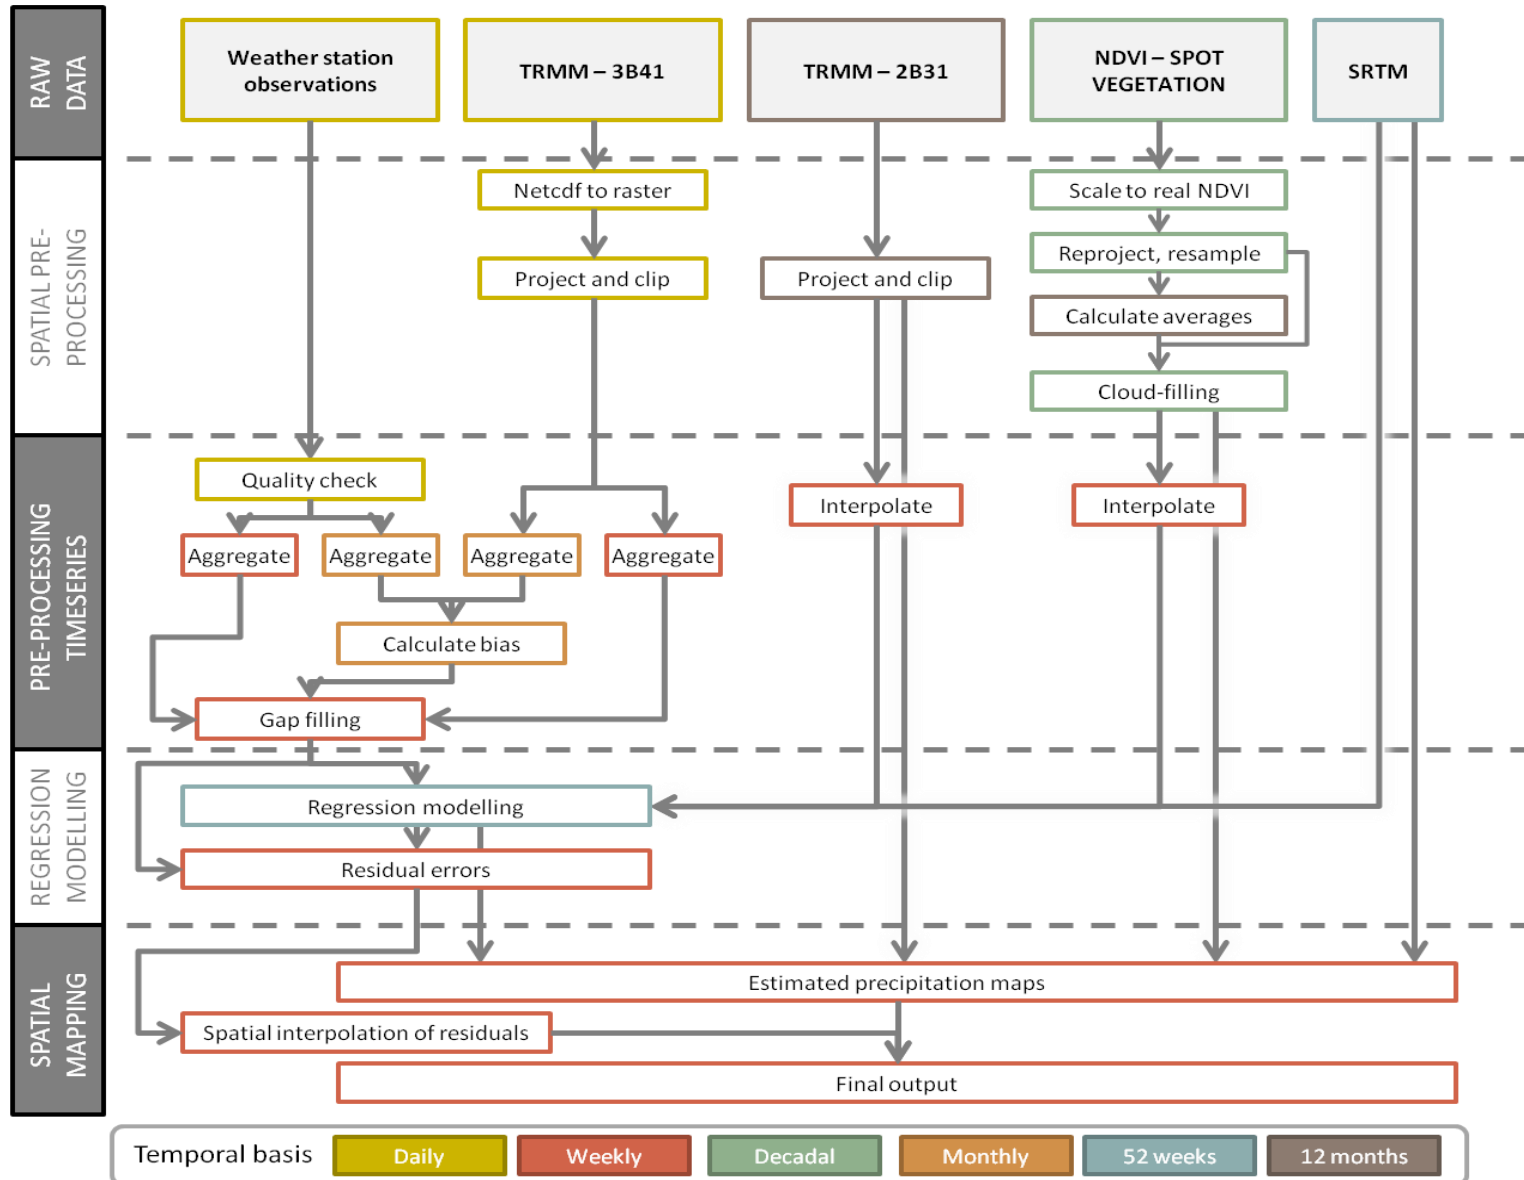 RAW
DATA
Weather station
observations
TRMM – 3B41
TRMM – 2B31
NDVI – SPOT
VEGETATION
SRTM
SPATIAL PRE-
PROCESSING
Netcdf to raster
Scale to real NDVI
Project and clip
Project and clip
Reproject, resample
Calculate averages
Cloud-filling
PRE-PROCESSING
TIMESERIES
Quality check
Interpolate
Interpolate
Aggregate
Aggregate
Aggregate
Aggregate
Calculate bias
Gap filling
REGRESSION
MODELLING
Regression modelling
Residual errors
SPATIAL
MAPPING
Estimated precipitation maps
Spatial interpolation of residuals
Final output
Temporal basis
Daily
Weekly
Decadal
Monthly
52 weeks
12 months